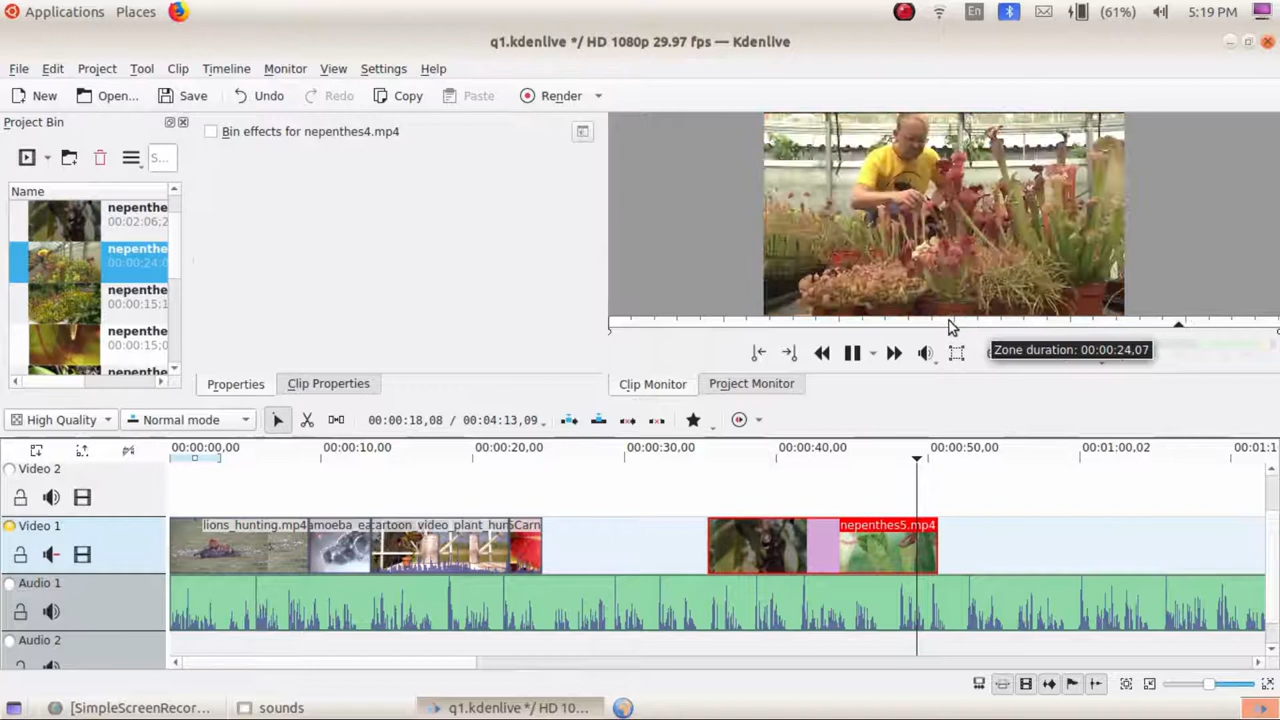 Applications Places En (61%) 5:19 PM
q1.kdenlive */ HD 1080p 29.97 fps — Kdenlive
File Edit Project Tool Clip Timeline Monitor View Settings Help
New Open... Save Undo Redo Copy Paste Render
Project Bin
Bin effects for nepenthes4.mp4
S...
Name
nepenthe
00:02:06;2
nepenthe
00:00:24;0
nepenthe
00:00:15;1
nepenthe
00:00:15;
Zone duration: 00:00:24,07
Properties Clip Properties Clip Monitor Project Monitor
High Quality Normal mode 00:00:18,08 / 00:04:13,09
00:00:00,00 00:00:10,00 00:00:20,00 00:00:30,00 00:00:40,00 00:00:50,00 00:01:00,02 00:01:1
Video 2
Video 1 lions_hunting.mp4 amoeba_ea cartoon_video_plant_hun 5Carn nepenthes5.mp4
Audio 1
Audio 2
[SimpleScreenRecor... sounds q1.kdenlive */ HD 10...